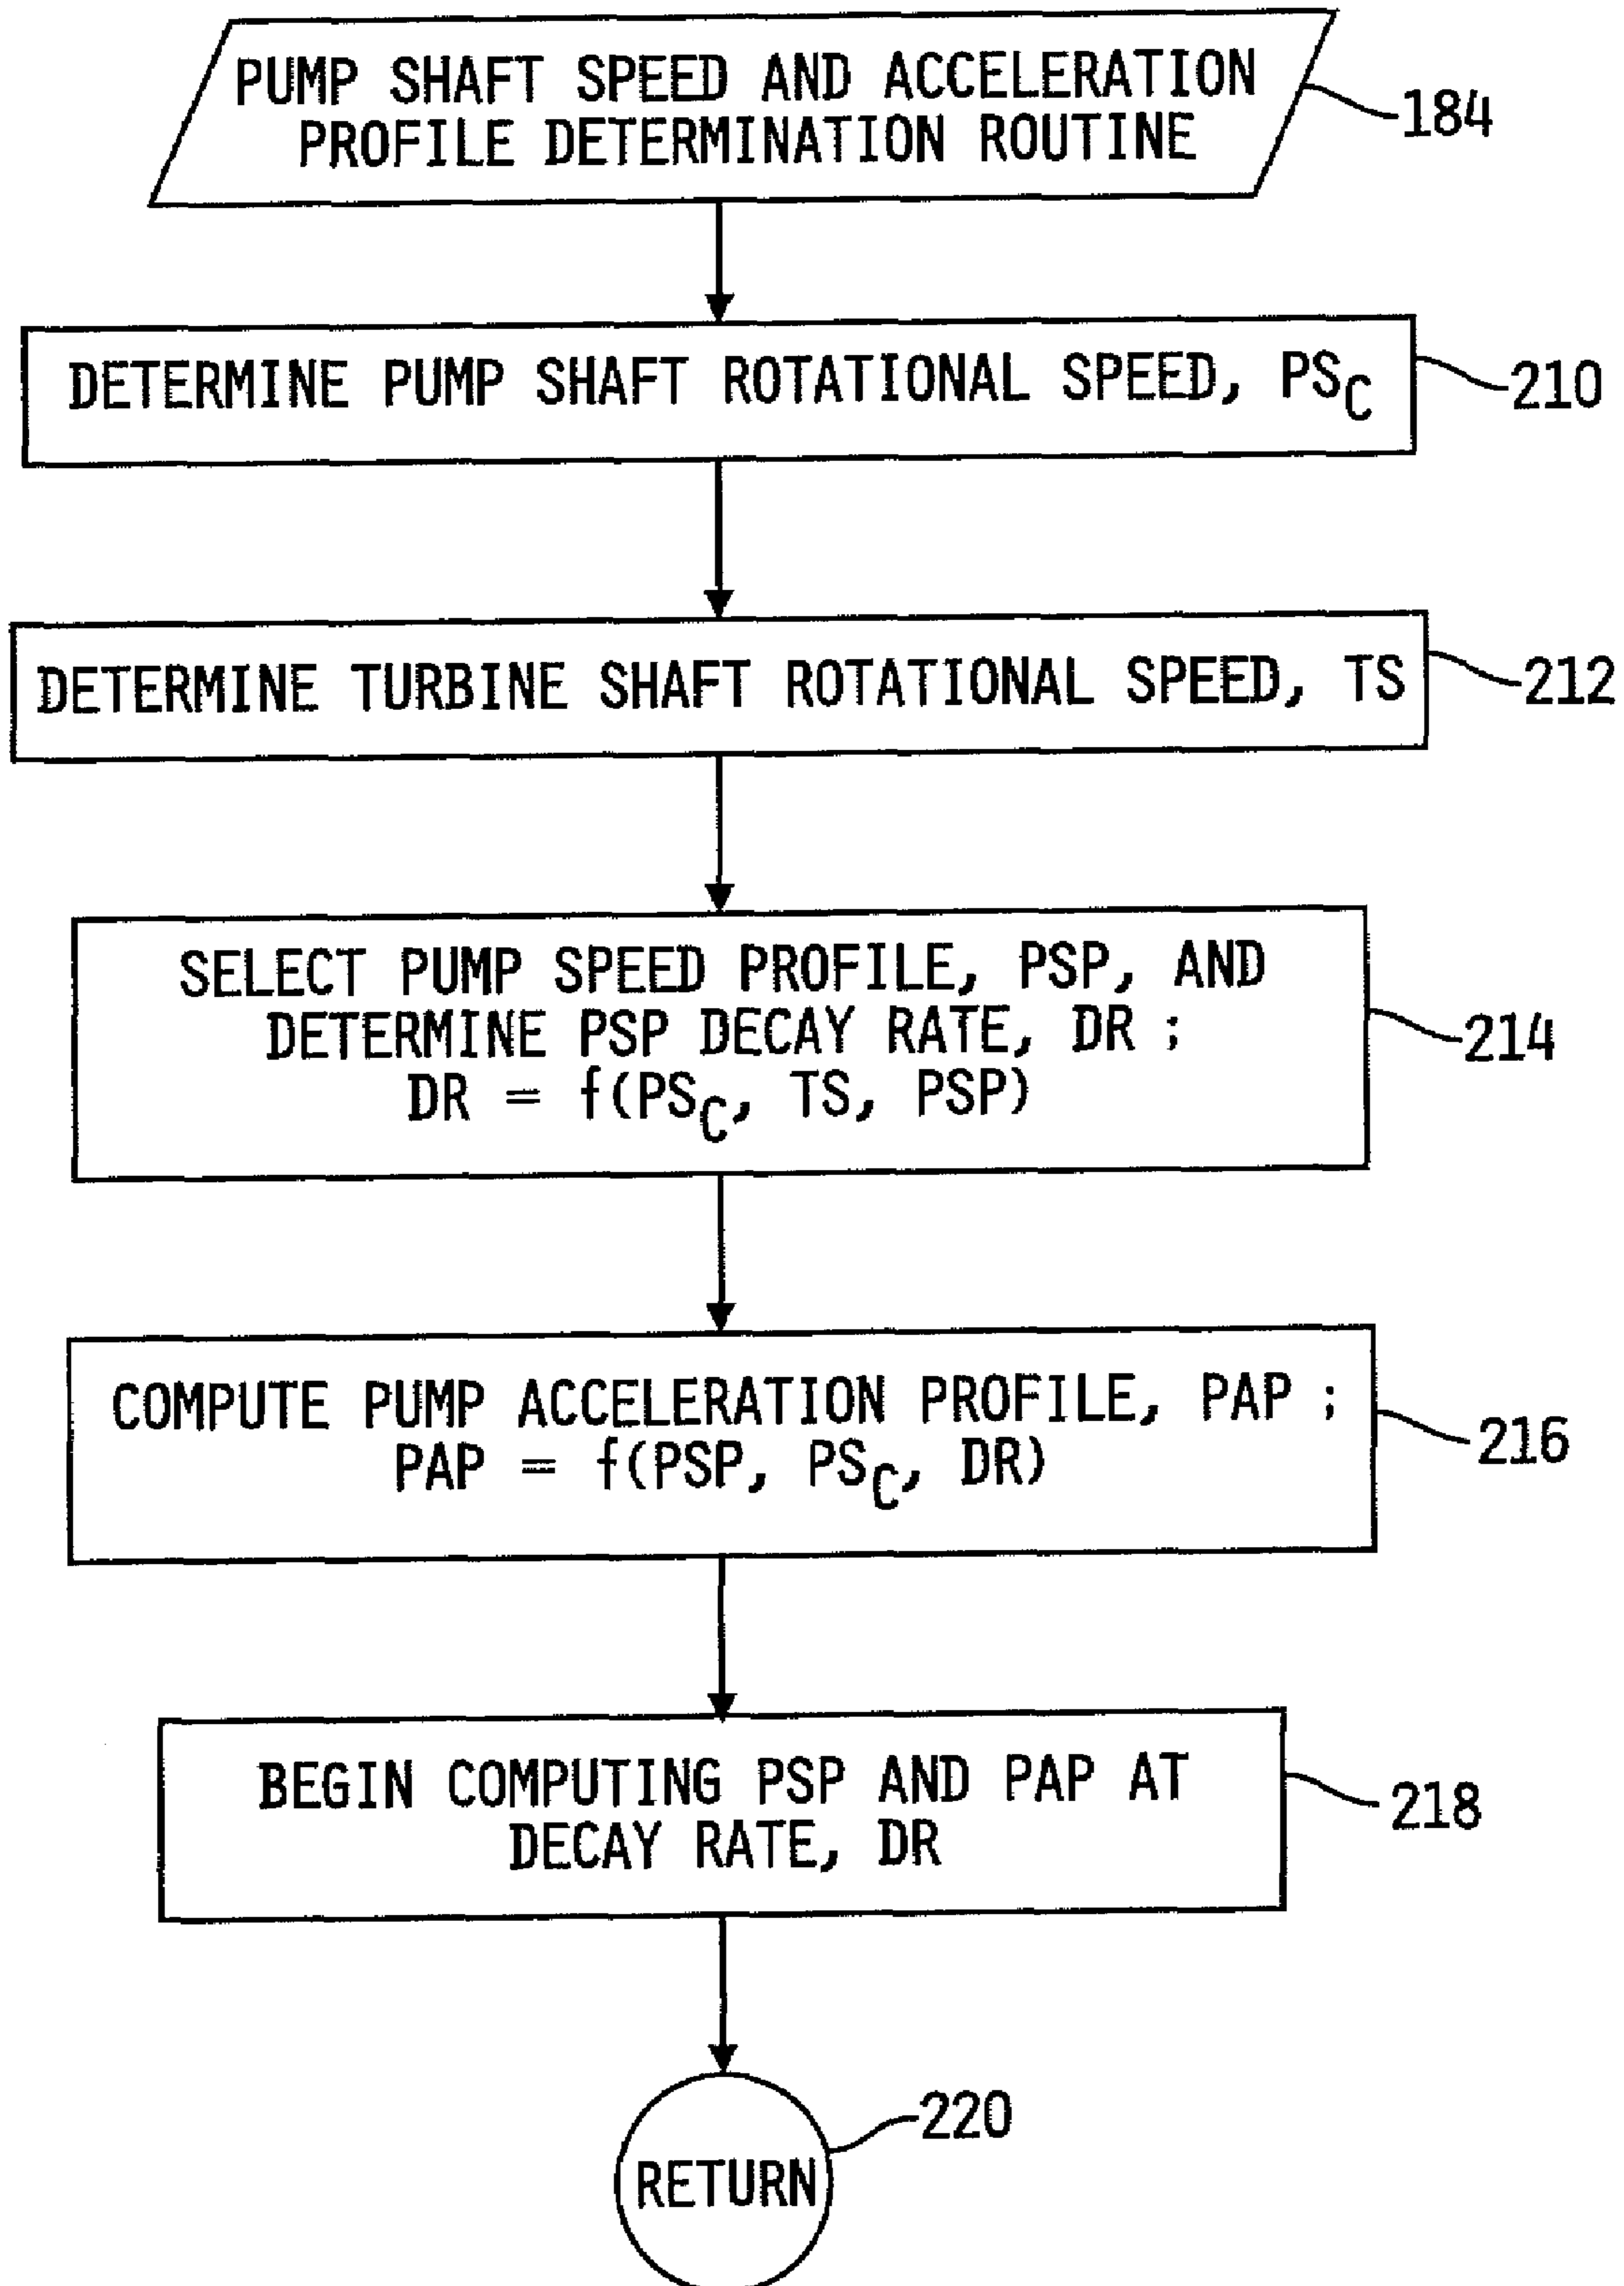 PUMP SHAFT SPEED AND ACCELERATION
PROFILE DETERMINATION ROUTINE
184
DETERMINE PUMP SHAFT ROTATIONAL SPEED, PSC
210
DETERMINE TURBINE SHAFT ROTATIONAL SPEED, TS
212
SELECT PUMP SPEED PROFILE, PSP, AND
DETERMINE PSP DECAY RATE, DR ;
DR = f(PSC, TS, PSP)
214
COMPUTE PUMP ACCELERATION PROFILE, PAP ;
PAP = f(PSP, PSC, DR)
216
BEGIN COMPUTING PSP AND PAP AT
DECAY RATE, DR
218
RETURN
220